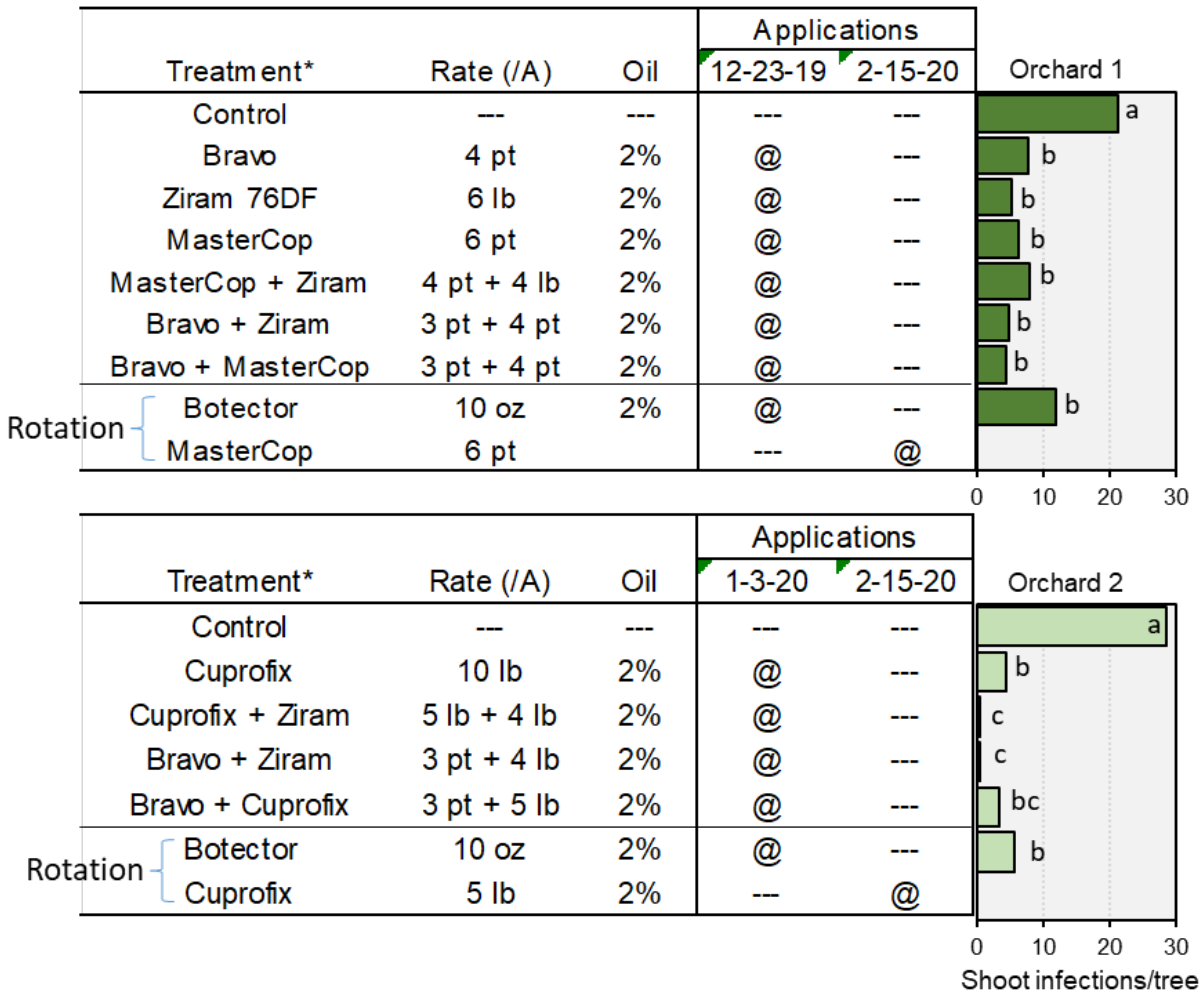 Applications
Treatment* Rate (/A) Oil 12-23-19 2-15-20 Orchard 1
Control --- --- --- --- a
Bravo 4 pt 2% @ --- b
Ziram 76DF 6 lb 2% @ --- b
MasterCop 6 pt 2% @ --- b
MasterCop + Ziram 4 pt + 4 lb 2% @ --- b
Bravo + Ziram 3 pt + 4 pt 2% @ --- b
Bravo + MasterCop 3 pt + 4 pt 2% @ --- b
Rotation Botector 10 oz 2% @ --- b
MasterCop 6 pt --- @
0 10 20 30
Applications
Treatment* Rate (/A) Oil 1-3-20 2-15-20 Orchard 2
Control --- --- --- --- a
Cuprofix 10 lb 2% @ --- b
Cuprofix + Ziram 5 lb + 4 lb 2% @ --- c
Bravo + Ziram 3 pt + 4 lb 2% @ --- c
Bravo + Cuprofix 3 pt + 5 lb 2% @ --- bc
Rotation Botector 10 oz 2% @ --- b
Cuprofix 5 lb 2% --- @
0 10 20 30
Shoot infections/tree